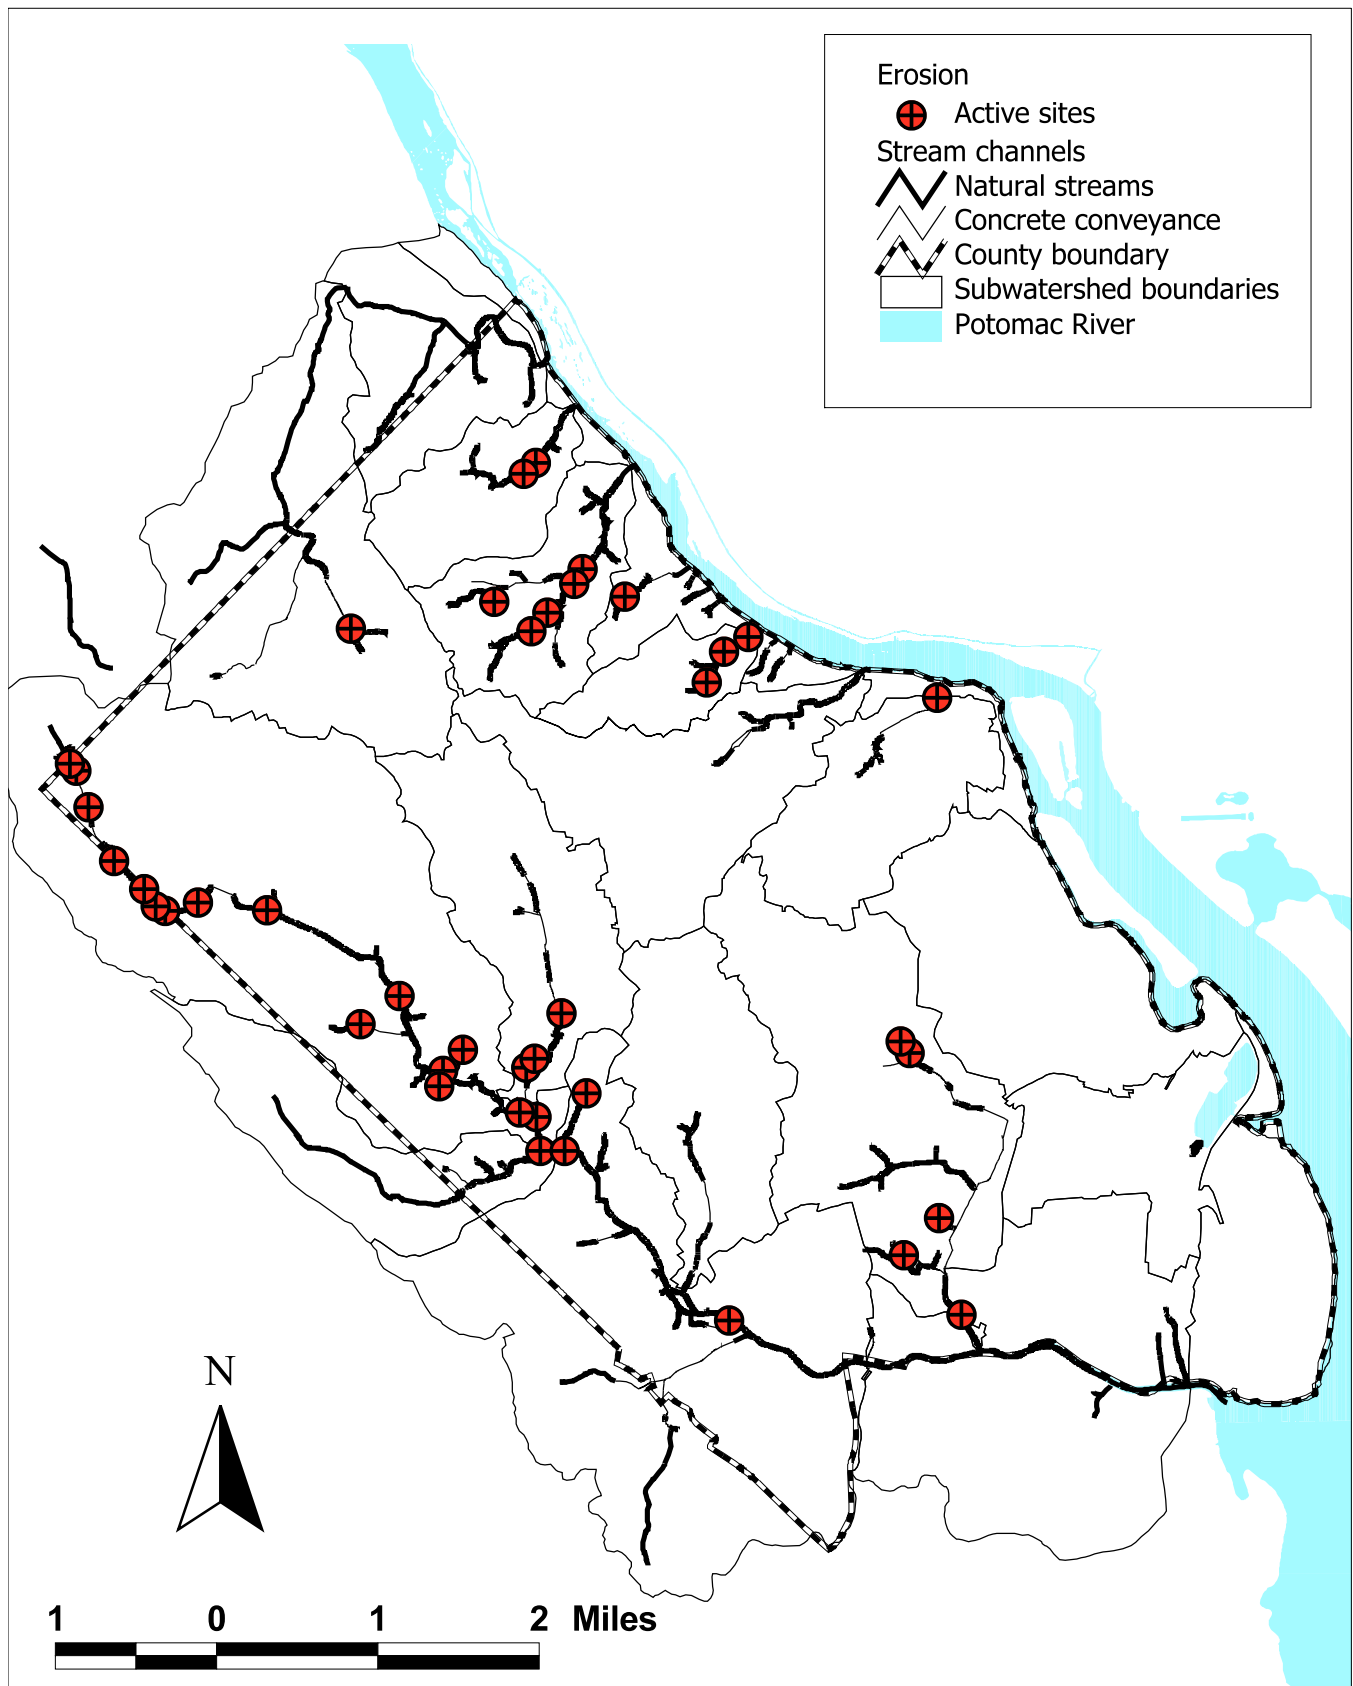 Erosion
Active sites
Stream channels
Natural streams
Concrete conveyance
County boundary
Subwatershed boundaries
Potomac River
N
1 0 1 2 Miles